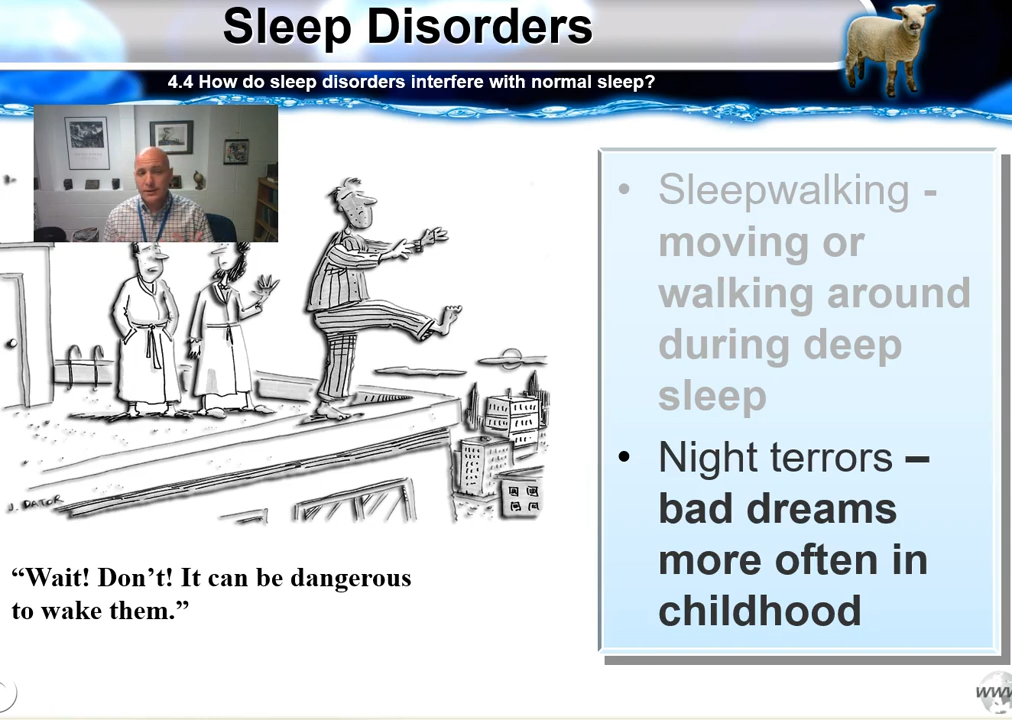 Sleep Disorders
4.4 How do sleep disorders interfere with normal sleep?
• Sleepwalking -
moving or
walking around
during deep
sleep
• Night terrors –
bad dreams
more often in
childhood
J. DATOR
“Wait! Don’t! It can be dangerous
to wake them.”